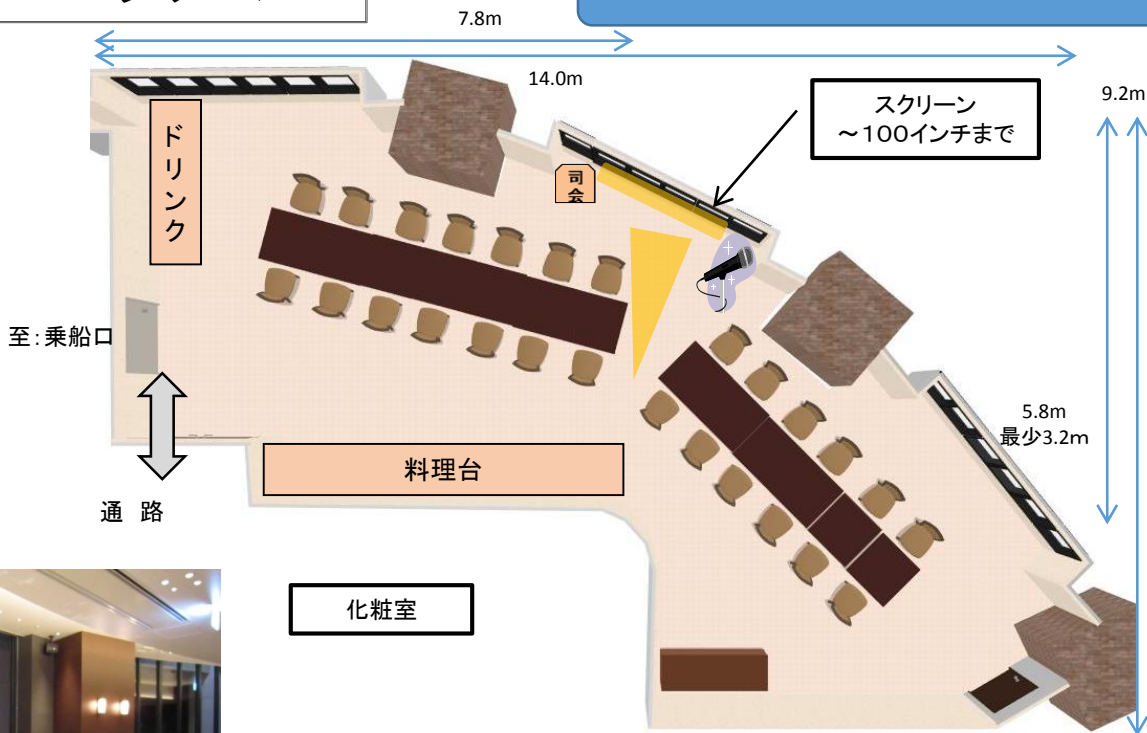 7.8m
14.0m
9.2m
スクリーン
～100インチまで
ドリンク
司会
至:乗船口
5.8m
最少3.2m
料理台
通 路
化粧室